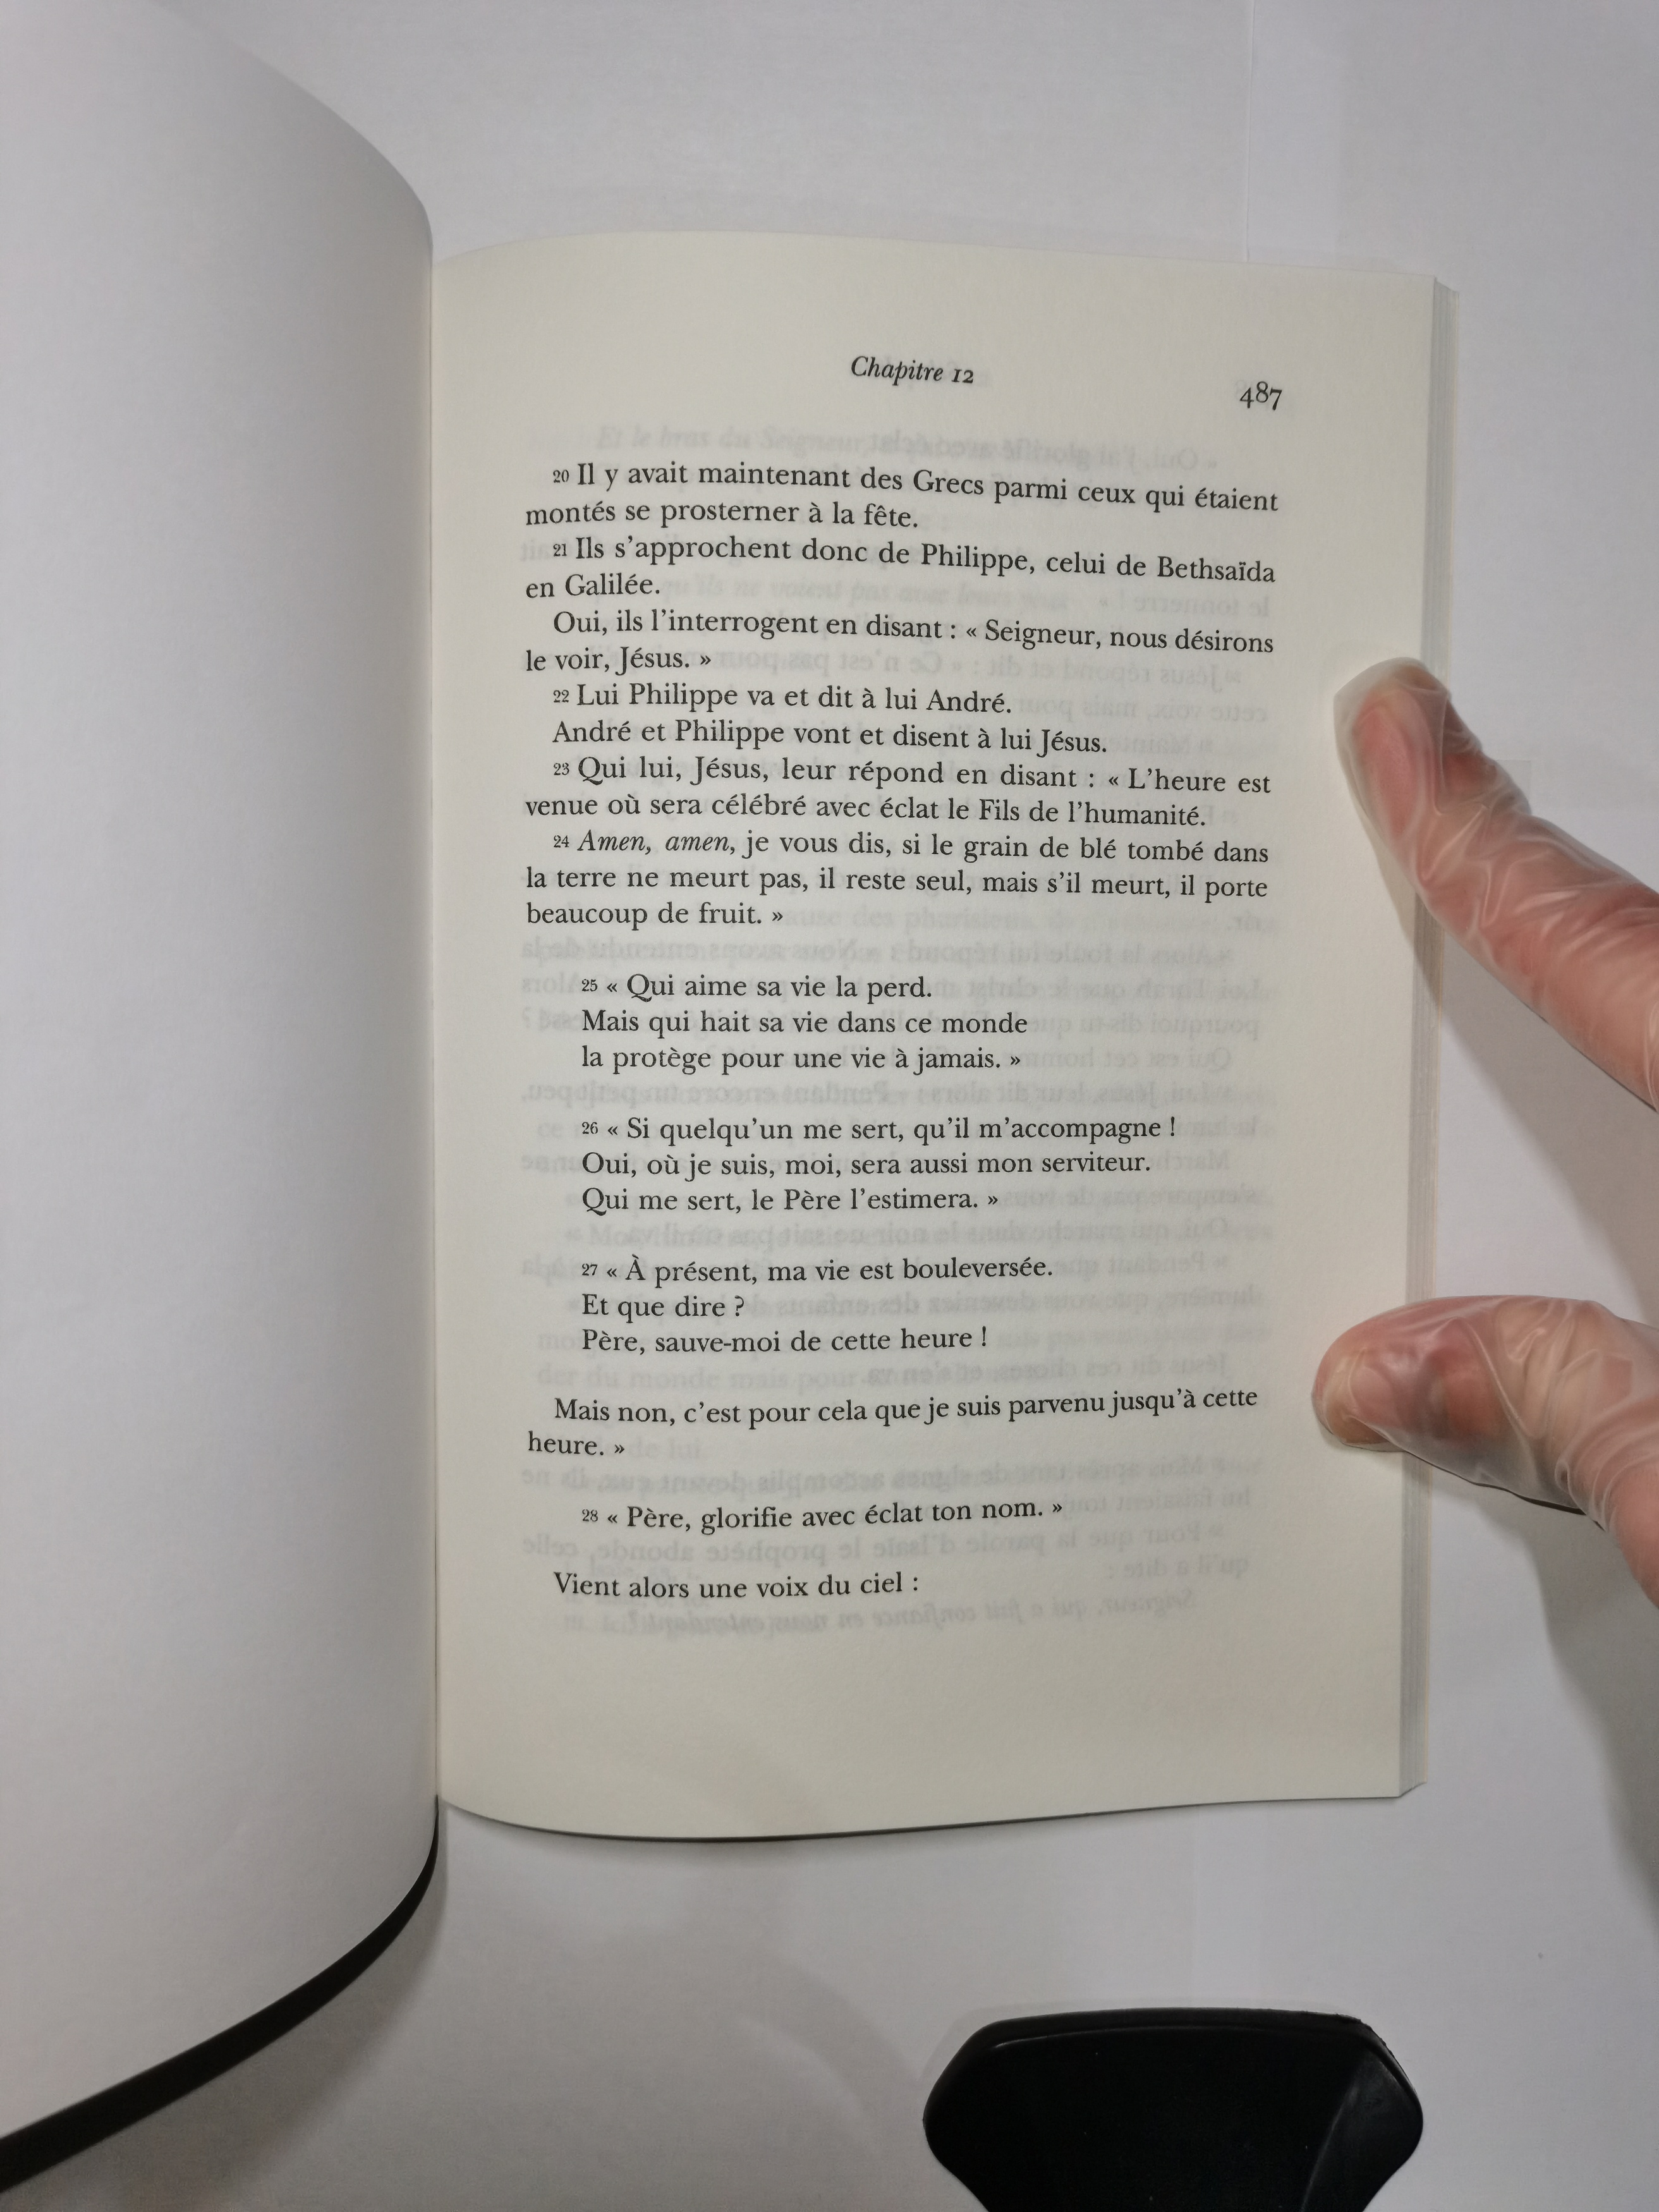 Chapitre 12
487
20 Il y avait maintenant des Grecs parmi ceux qui étaient
montés se prosterner à la fête.
21 Ils s’approchent donc de Philippe, celui de Bethsaïda
en Galilée.
Oui, ils l’interrogent en disant : « Seigneur, nous désirons
le voir, Jésus. »
22 Lui Philippe va et dit à lui André.
André et Philippe vont et disent à lui Jésus.
23 Qui lui, Jésus, leur répond en disant : « L’heure est
venue où sera célébré avec éclat le Fils de l’humanité.
24 Amen, amen, je vous dis, si le grain de blé tombé dans
la terre ne meurt pas, il reste seul, mais s’il meurt, il porte
beaucoup de fruit. »
25 « Qui aime sa vie la perd.
Mais qui hait sa vie dans ce monde
la protège pour une vie à jamais. »
26 « Si quelqu’un me sert, qu’il m’accompagne !
Oui, où je suis, moi, sera aussi mon serviteur.
Qui me sert, le Père l’estimera. »
27 « À présent, ma vie est bouleversée.
Et que dire ?
Père, sauve-moi de cette heure !
Mais non, c’est pour cela que je suis parvenu jusqu’à cette
heure. »
28 « Père, glorifie avec éclat ton nom. »
Vient alors une voix du ciel :